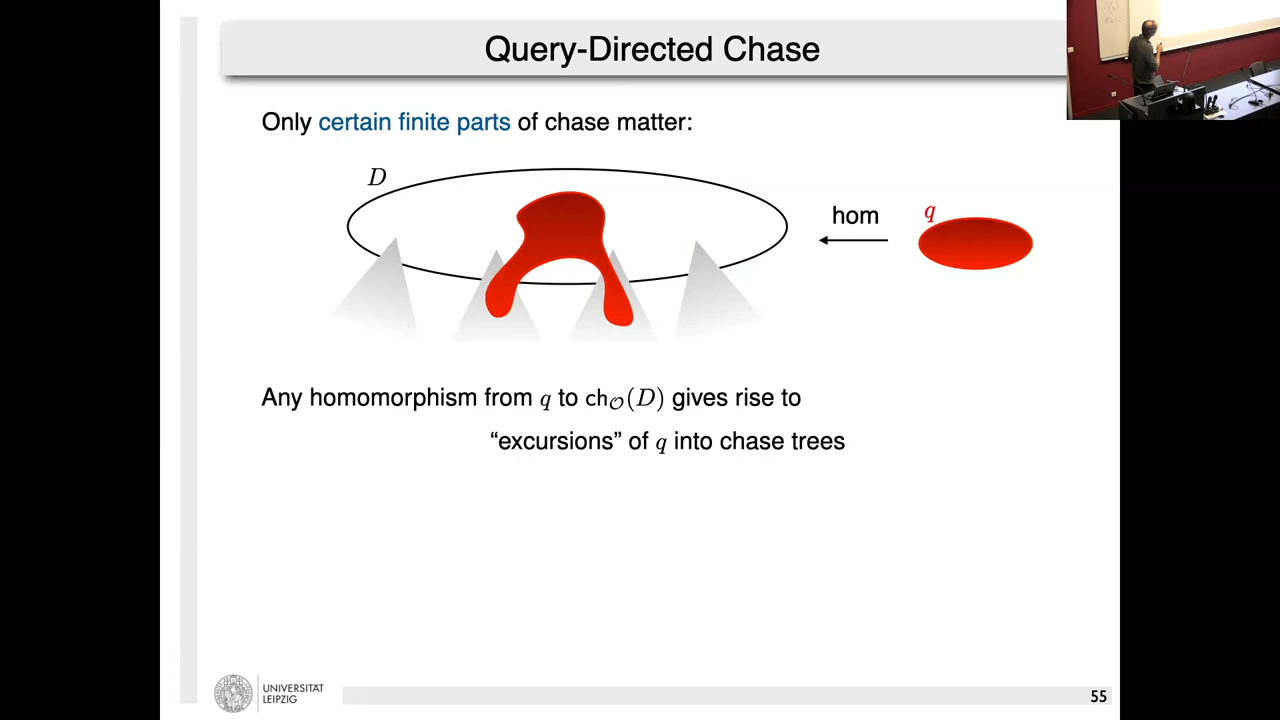 Query-Directed Chase
Only certain finite parts of chase matter:
D
hom
q
Any homomorphism from q to ch𝒪(D) gives rise to
“excursions” of q into chase trees
UNIVERSITÄT
LEIPZIG
55